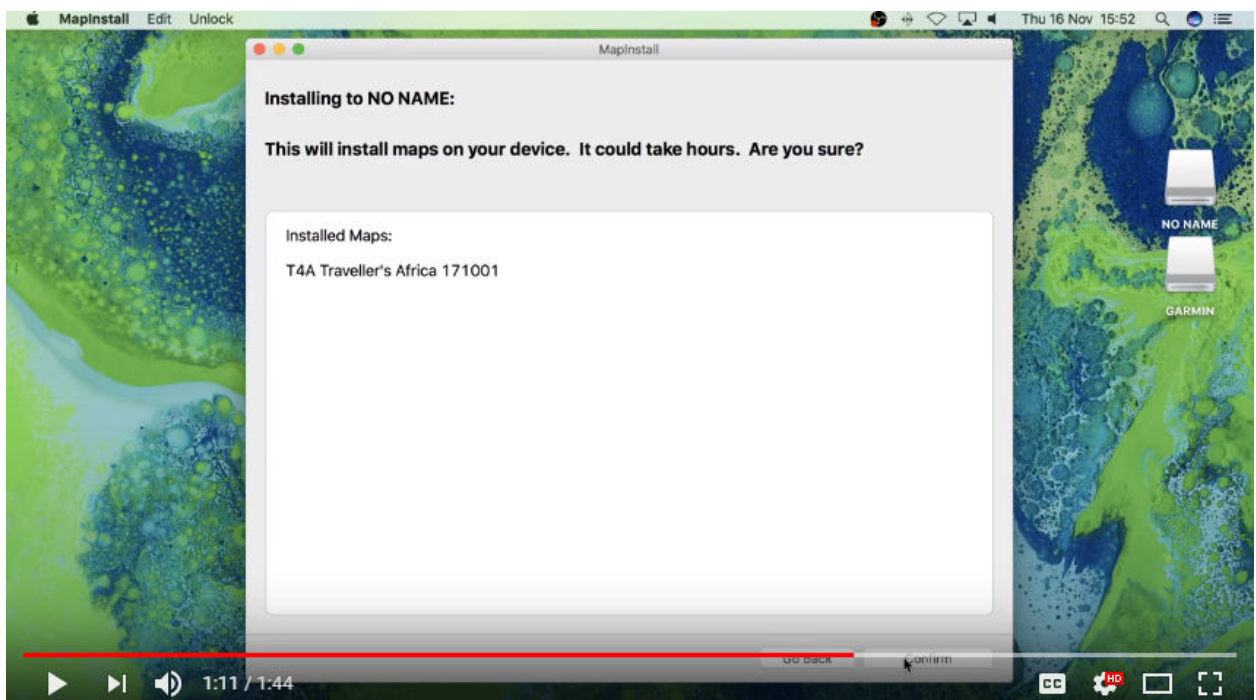 MapInstall Edit Unlock Thu 16 Nov 15:52
MapInstall
Installing to NO NAME:
This will install maps on your device. It could take hours. Are you sure?
Installed Maps:
T4A Traveller's Africa 171001
NO NAME
GARMIN
Go Back Confirm
1:11 / 1:44 CC HD